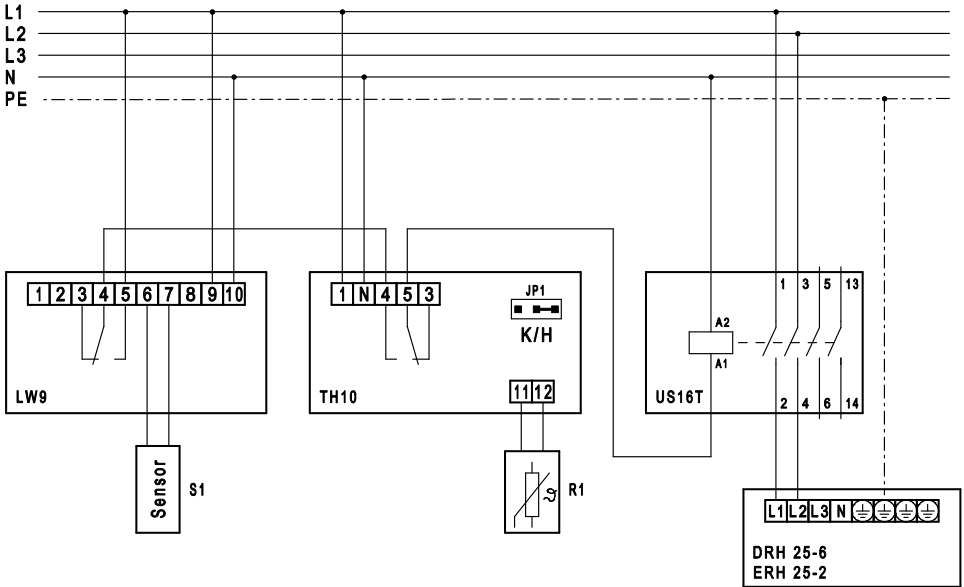 L1
L2
L3
N
PE
1 2 3 4 5 6 7 8 9 10
LW9
Sensor
S1
1 N 4 5 3
JP1
K/H
TH10
11 12
R1
ϑ
1 3 5 13
A2
A1
US16T
2 4 6 14
L1 L2 L3 N
DRH 25-6
ERH 25-2